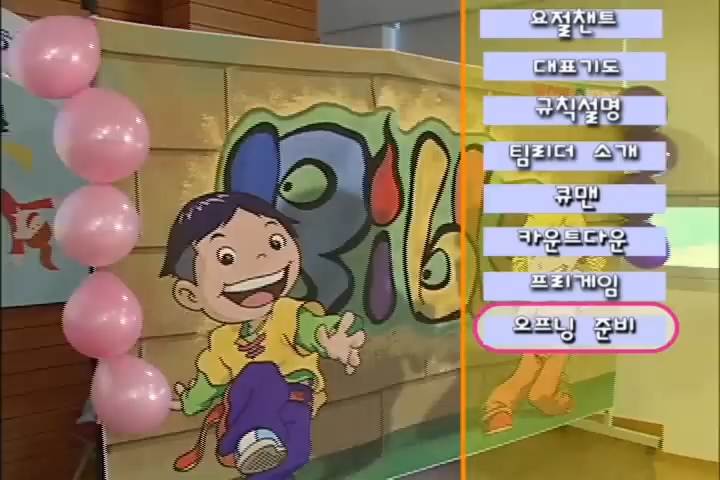 Bib
요절챈트
대표기도
규칙설명
팀리더 소개
큐맨
카운트다운
프리게임
오프닝 준비